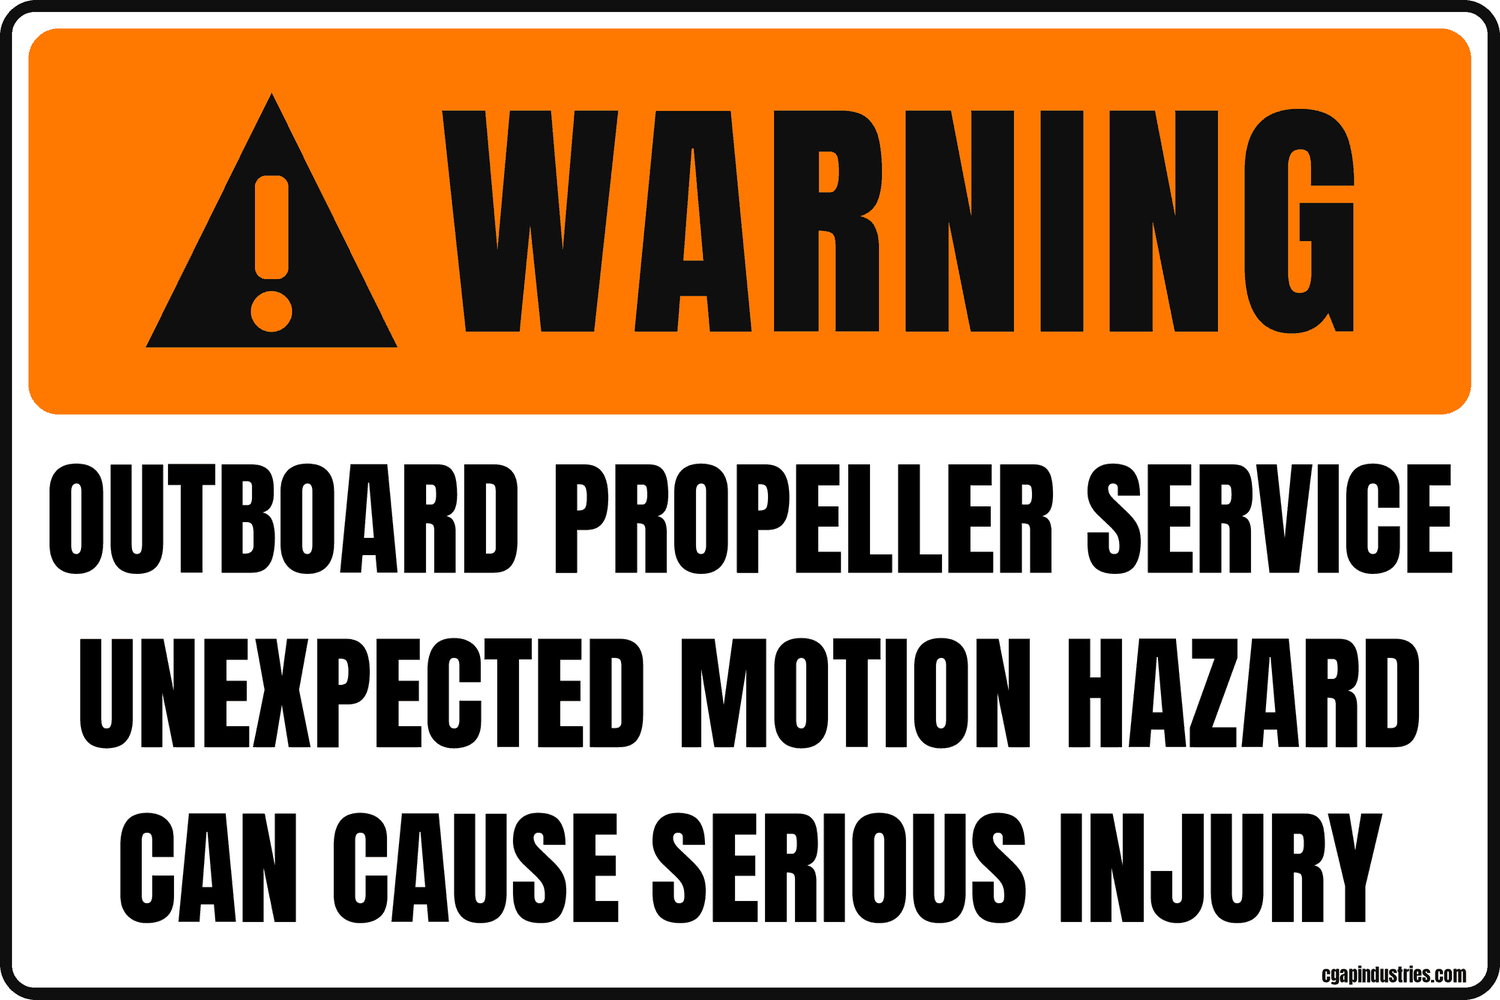 WARNING
OUTBOARD PROPELLER SERVICE
UNEXPECTED MOTION HAZARD
CAN CAUSE SERIOUS INJURY
cgapindustries.com